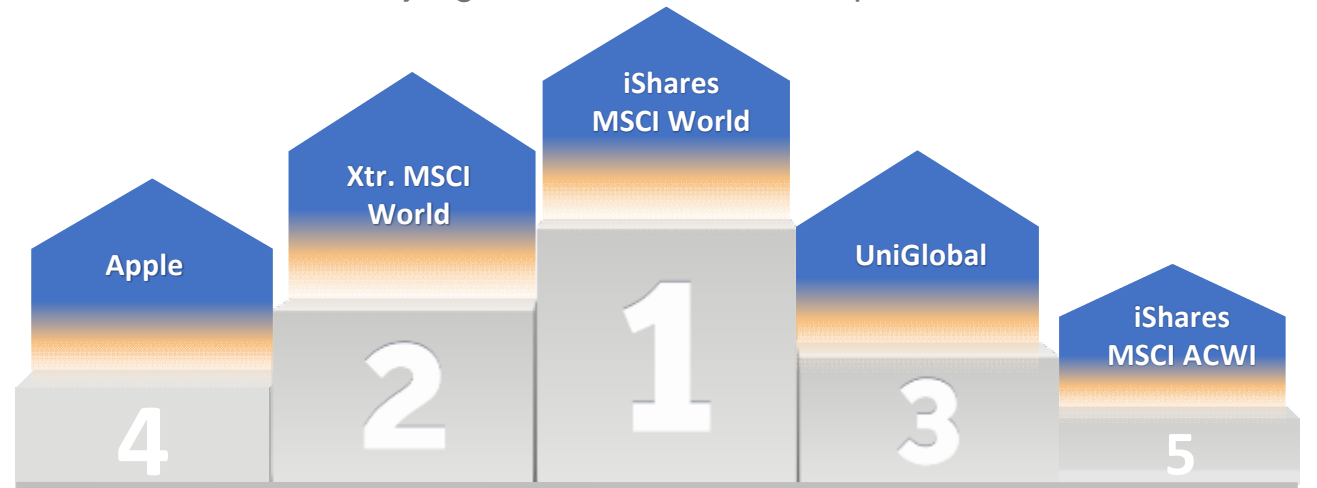 iShares
MSCI World
Xtr. MSCI
World
UniGlobal
Apple
iShares
MSCI ACWI
1
2
3
4
5